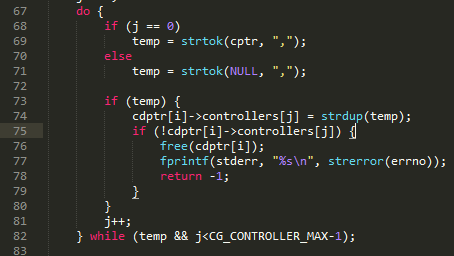 67 do {
68 if (j == 0)
69 temp = strtok(cptr, ",");
70 else
71 temp = strtok(NULL, ",");
72
73 if (temp) {
74 cdptr[i]->controllers[j] = strdup(temp);
75 if (!cdptr[i]->controllers[j]) {
76 free(cdptr[i]);
77 fprintf(stderr, "%s\n", strerror(errno));
78 return -1;
79 }
80 }
81 j++;
82 } while (temp && j<CG_CONTROLLER_MAX-1);
83